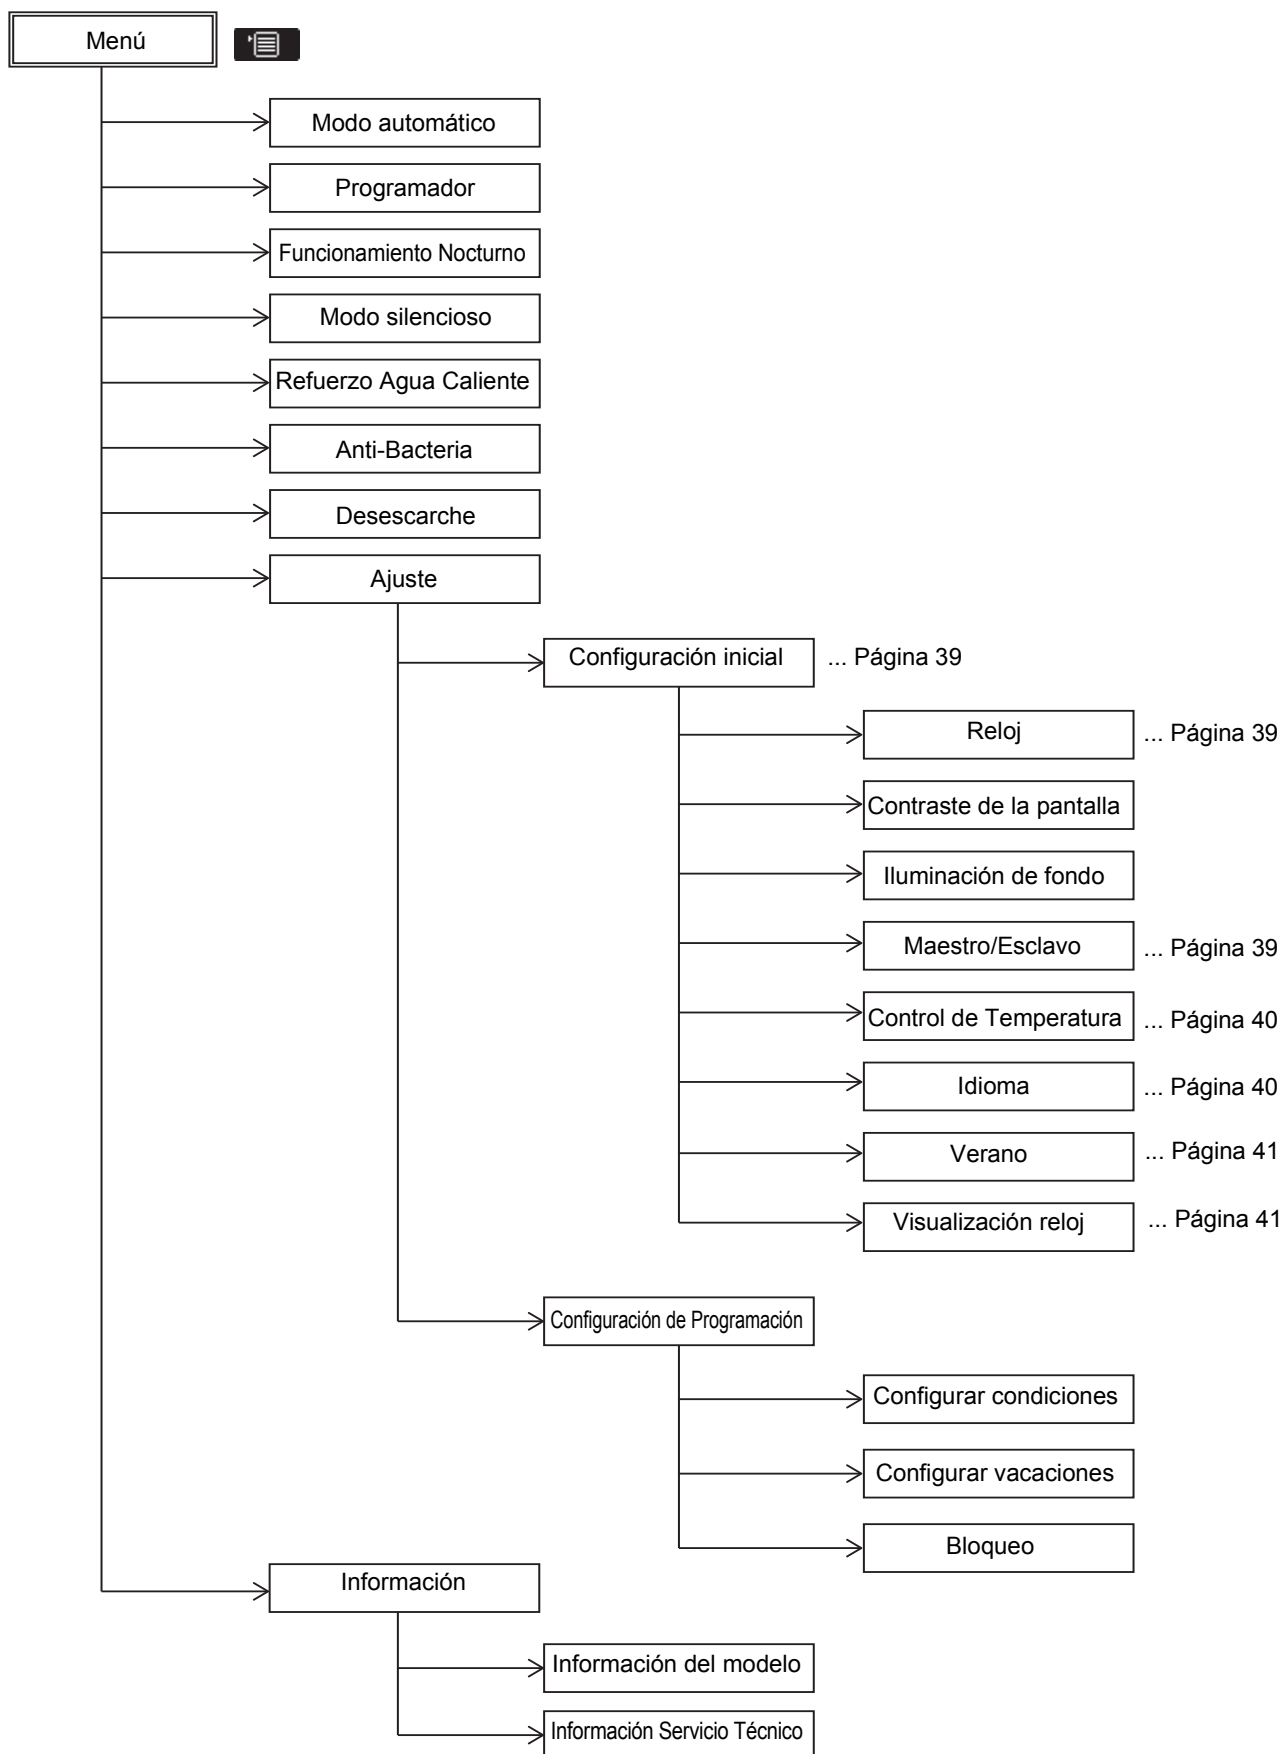 Menú
Modo automático
Programador
Funcionamiento Nocturno
Modo silencioso
Refuerzo Agua Caliente
Anti-Bacteria
Desescarche
Ajuste
Configuración inicial ... Página 39
Reloj ... Página 39
Contraste de la pantalla
Iluminación de fondo
Maestro/Esclavo ... Página 39
Control de Temperatura ... Página 40
Idioma ... Página 40
Verano ... Página 41
Visualización reloj ... Página 41
Configuración de Programación
Configurar condiciones
Configurar vacaciones
Bloqueo
Información
Información del modelo
Información Servicio Técnico